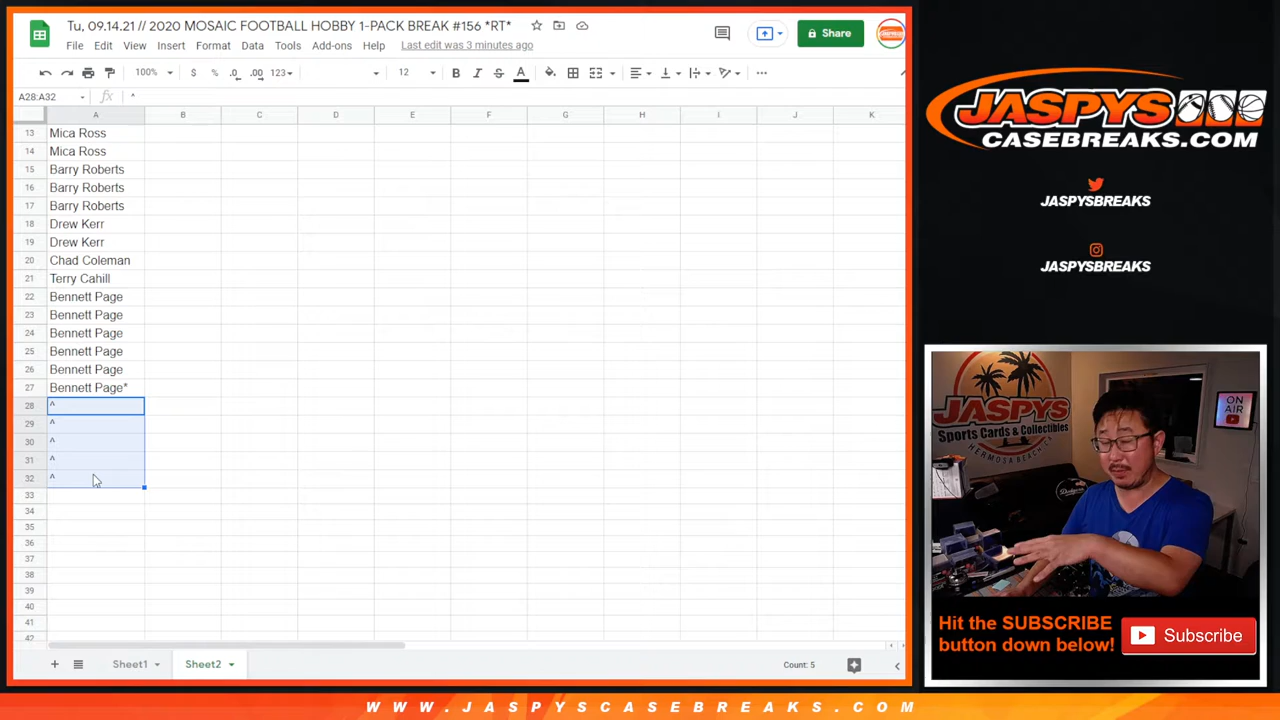 Tu, 09.14.21 // 2020 MOSAIC FOOTBALL HOBBY 1-PACK BREAK #156 *RT*
File Edit View Insert Format Data Tools Add-ons Help Last edit was 3 minutes ago
Share
100% $ % .0 .00 123 12 B I S A
A28:A32 fx ^
A B C D E F G H I J K
13 Mica Ross
14 Mica Ross
15 Barry Roberts
16 Barry Roberts
17 Barry Roberts
18 Drew Kerr
19 Drew Kerr
20 Chad Coleman
21 Terry Cahill
22 Bennett Page
23 Bennett Page
24 Bennett Page
25 Bennett Page
26 Bennett Page
27 Bennett Page*
28 ^
29 ^
30 ^
31 ^
32 ^
33
34
35
36
37
38
39
40
41
42
Sheet1 Sheet2 Count: 5
JASPYS
CASEBREAKS.COM
JASPYSBREAKS
JASPYSBREAKS
JASPYS
Sports Cards & Collectibles
HERMOSA BEACH, CA
ON
AIR
Dodgers
Hit the SUBSCRIBE
button down below!
Subscribe
WWW.JASPYSCASEBREAKS.COM